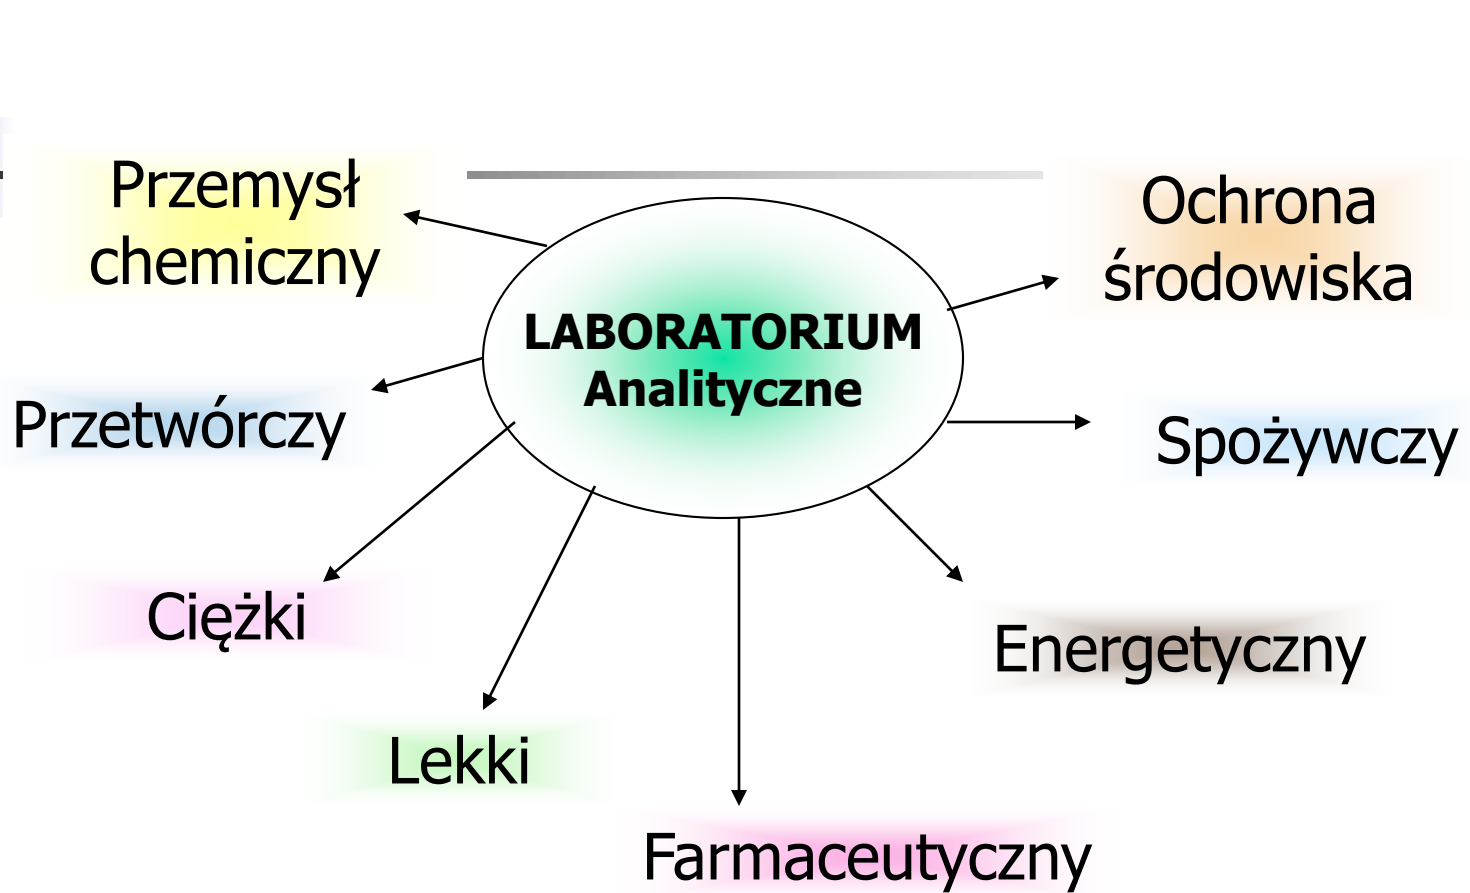 Przemysł
chemiczny
Ochrona
środowiska
LABORATORIUM
Analityczne
Przetwórczy
Spożywczy
Ciężki
Energetyczny
Lekki
Farmaceutyczny